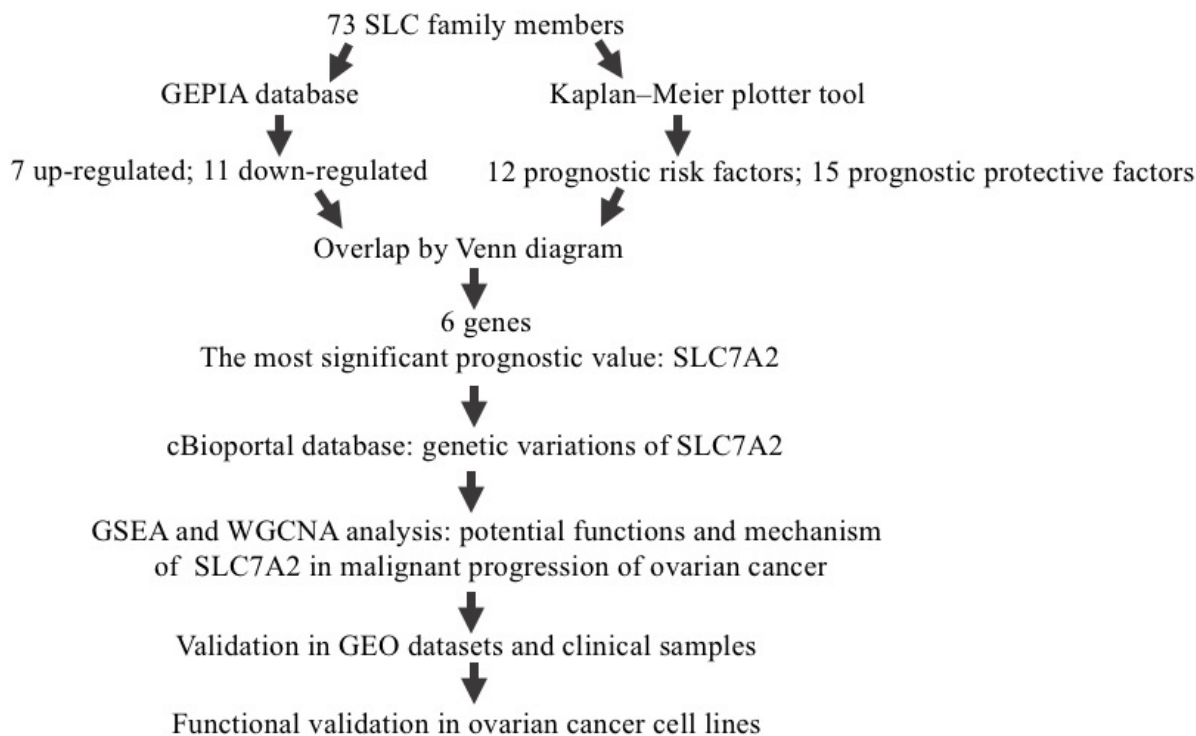 73 SLC family members
GEPIA database
Kaplan–Meier plotter tool
7 up-regulated; 11 down-regulated
12 prognostic risk factors; 15 prognostic protective factors
Overlap by Venn diagram
6 genes
The most significant prognostic value: SLC7A2
cBioportal database: genetic variations of SLC7A2
GSEA and WGCNA analysis: potential functions and mechanism
of SLC7A2 in malignant progression of ovarian cancer
Validation in GEO datasets and clinical samples
Functional validation in ovarian cancer cell lines